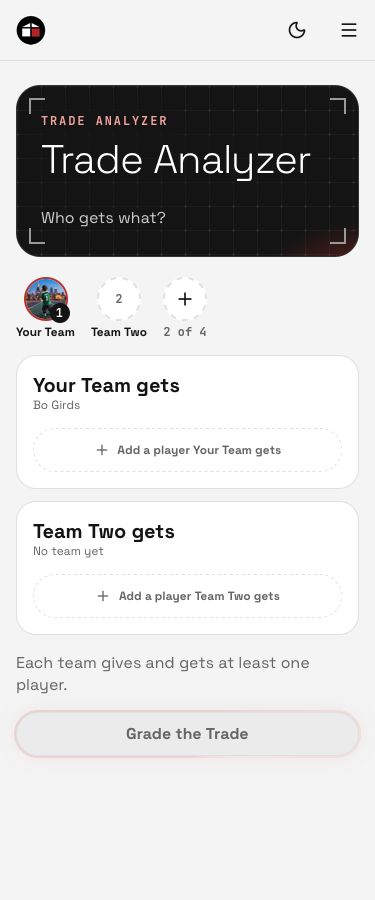 TRADE ANALYZER
Trade Analyzer
Who gets what?
1
2
Your Team
Team Two
2 of 4
Your Team gets
Bo Girds
Add a player Your Team gets
Team Two gets
No team yet
Add a player Team Two gets
Each team gives and gets at least one
player.
Grade the Trade